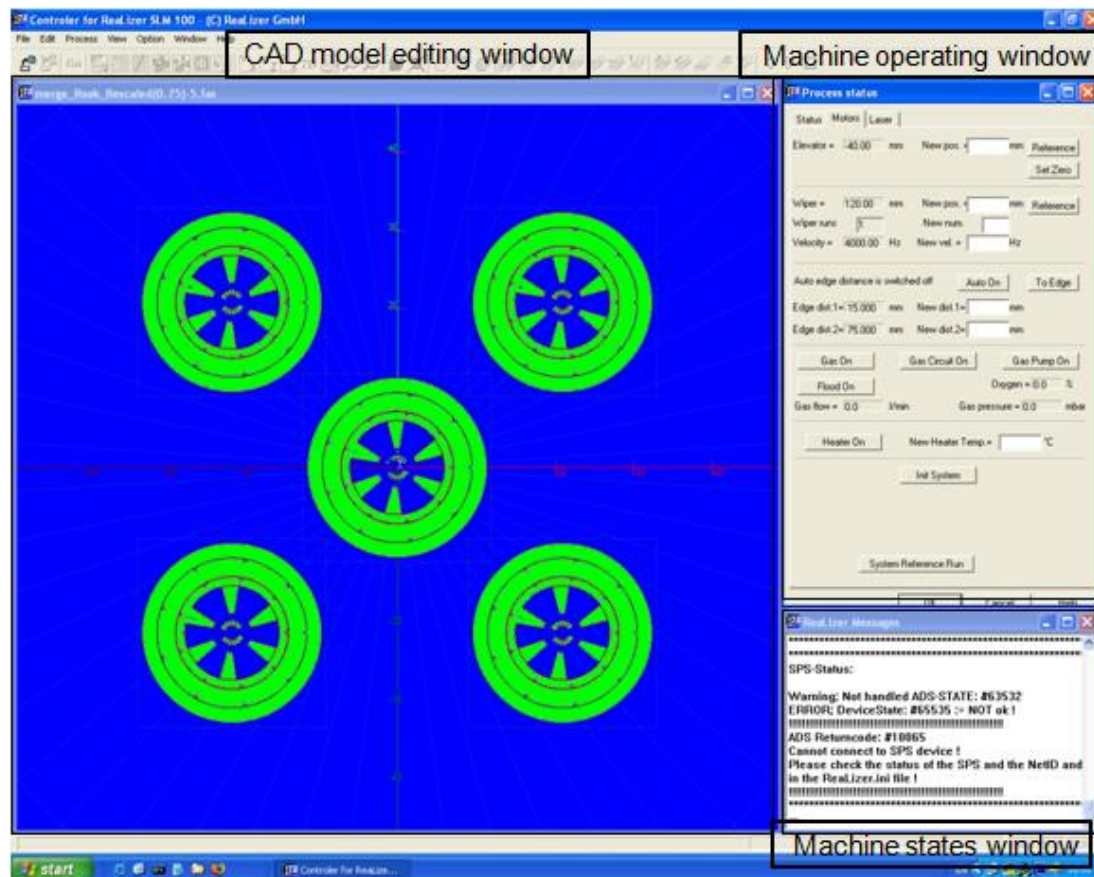 Controler for ReaLizer SLM 100 - (C) ReaLizer GmbH
File Edit Process View Option Window Help
CAD model editing window
Machine operating window
merge_Rook_Rescaled(0.75)-5.fas
Process status
Status Motors Laser
Elevator = -40.00 mm New pos. = mm Reference
Set Zero
Wiper = 120.00 mm New pos. = mm Reference
Wiper runs New num.
Velocity = 4000.00 Hz New vel. = Hz
Auto edge distance is switched off Auto On To Edge
Edge dist.1= 15.000 mm New dist.1= mm
Edge dist.2= 75.000 mm New dist.2= mm
Gas On Gas Circuit On Gas Pump On
Flood On Oxygen = 0.0 %
Gas flow = 0.0 l/min Gas pressure = 0.0 mbar
Heater On New Heater Temp.= °C
Init System
System Reference Run
OK Cancel Help
ReaLizer Messages
SPS-Status:
Warning; Not handled ADS-STATE: #63532
ERROR; DeviceState: #65535 := NOT ok !
ADS Returncode: #18065
Cannot connect to SPS device !
Please check the status of the SPS and the NetID and
in the ReaLizer.ini file !
Machine states window
start Controler for ReaLize...